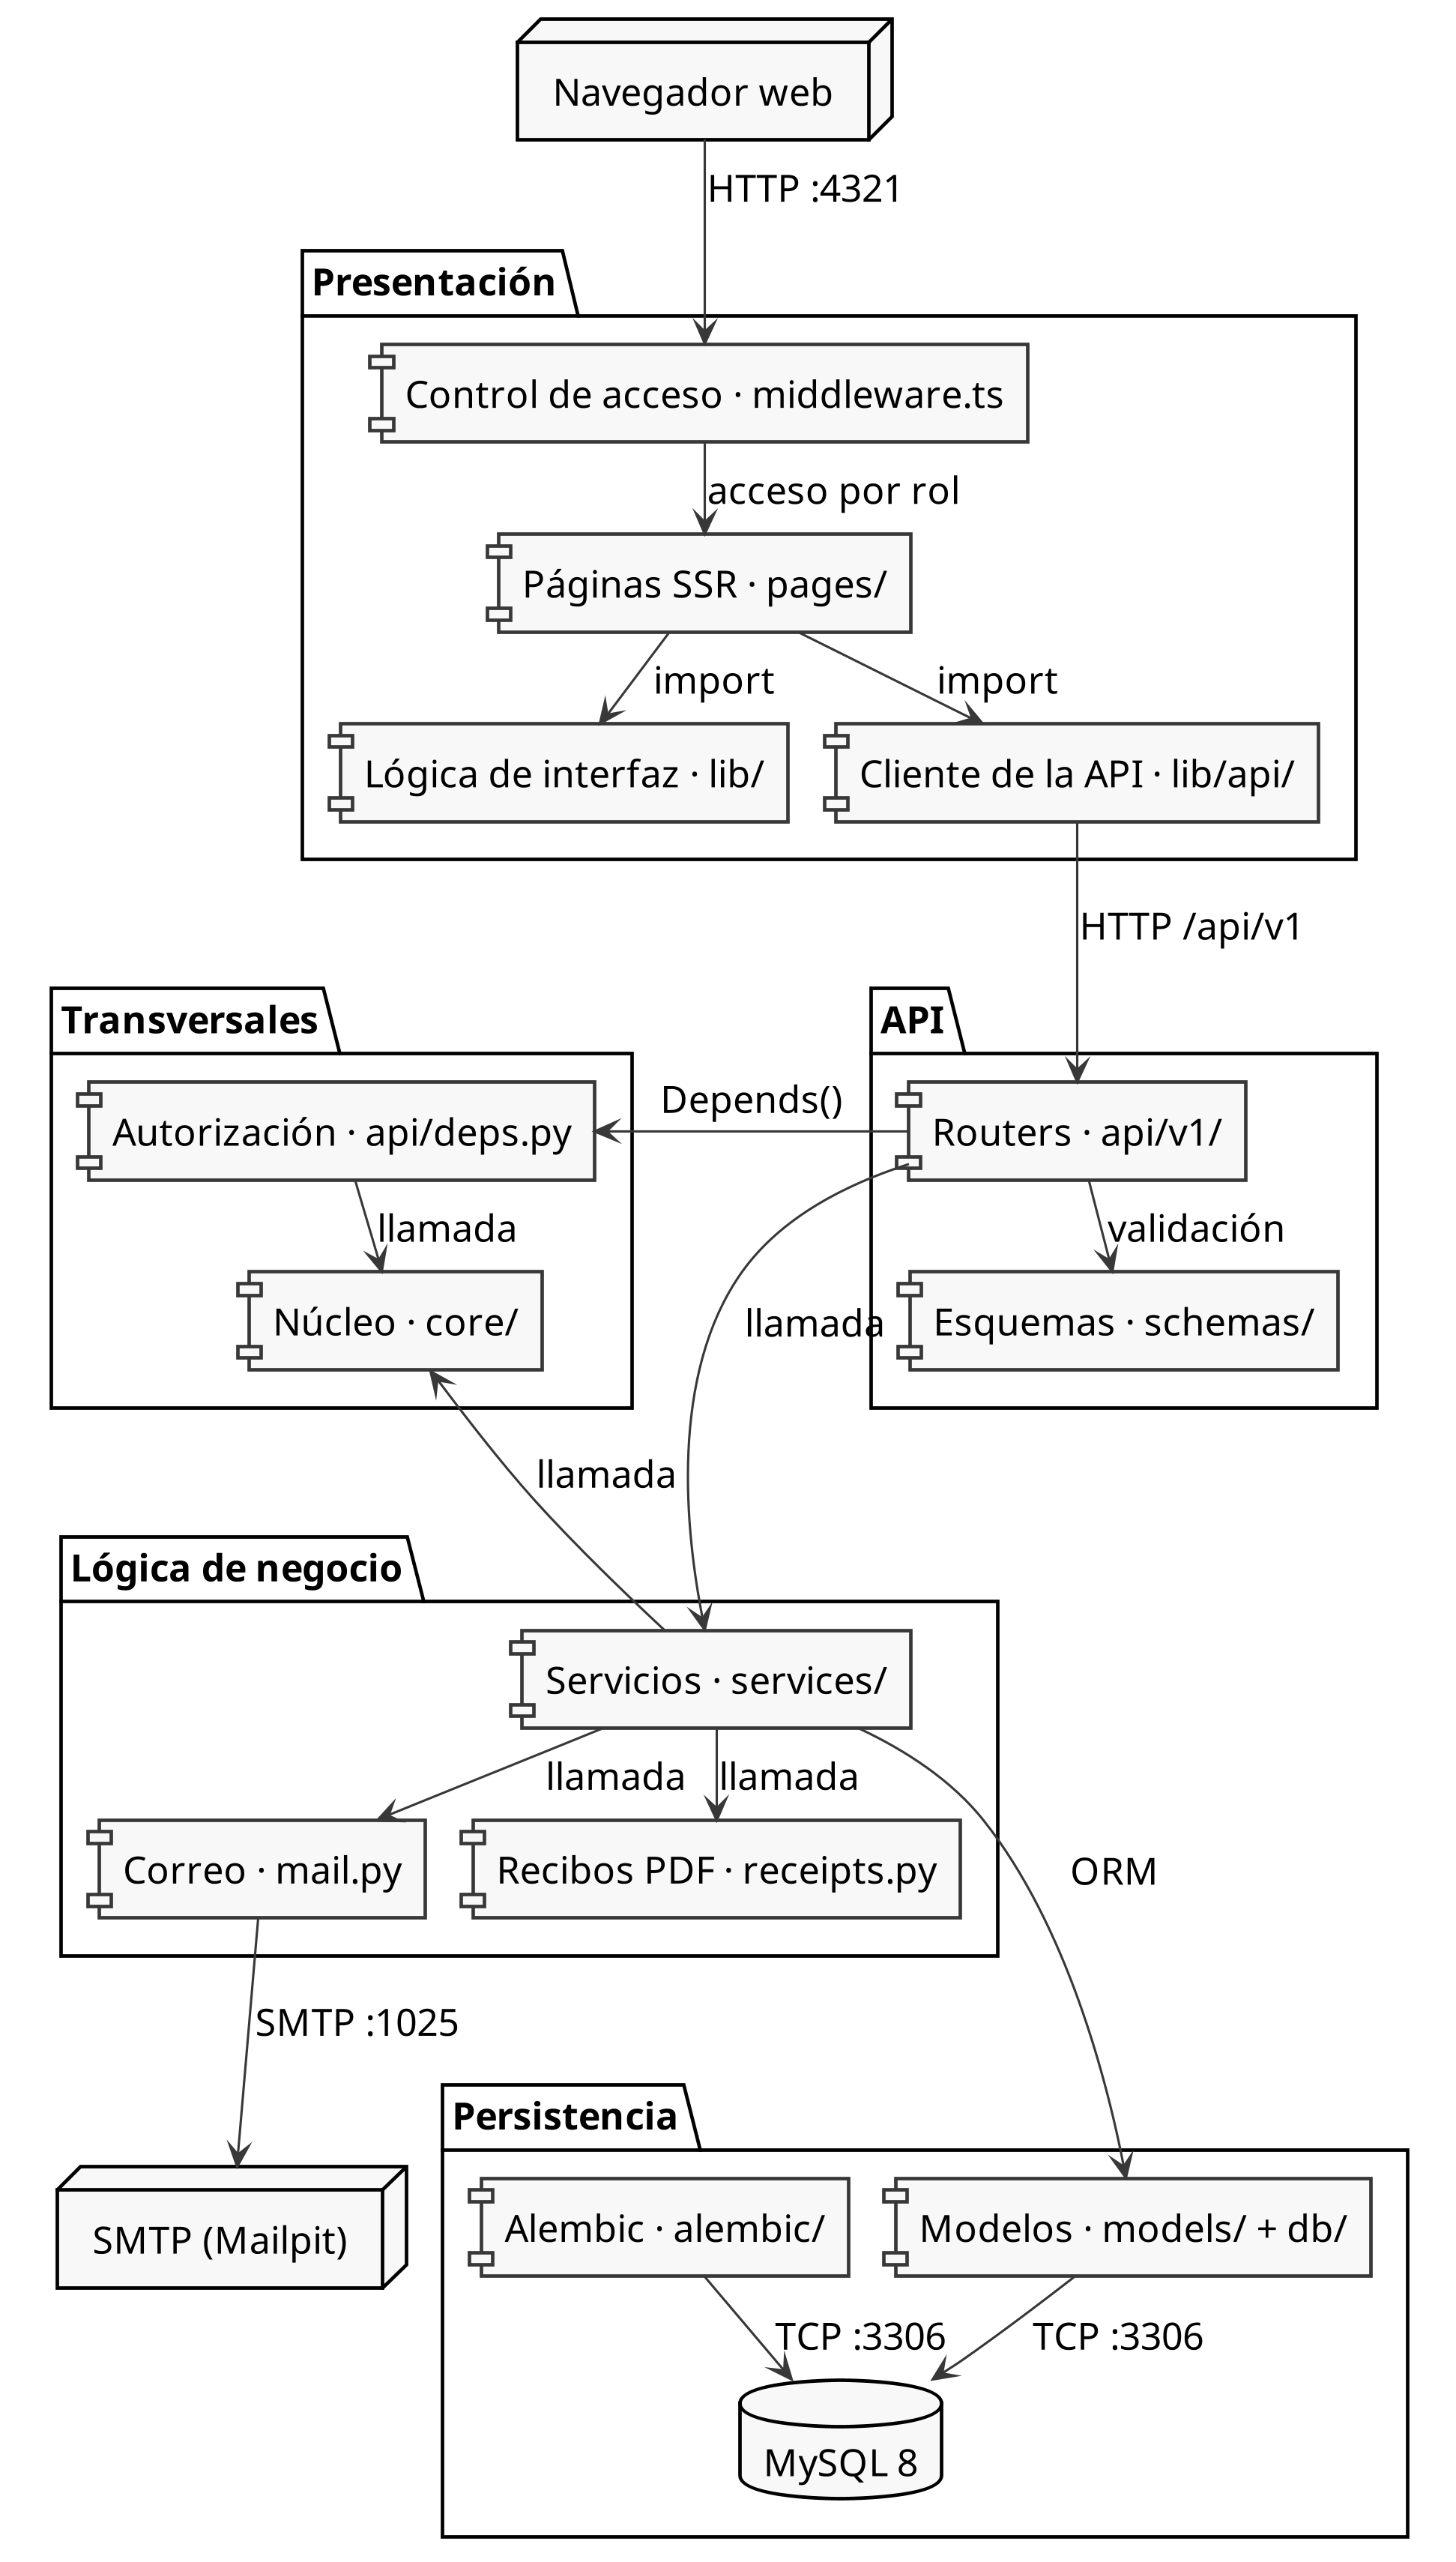 Navegador web
HTTP :4321
Presentación
Control de acceso · middleware.ts
acceso por rol
Páginas SSR · pages/
import
import
Lógica de interfaz · lib/
Cliente de la API · lib/api/
HTTP /api/v1
Transversales
API
Depends()
Autorización · api/deps.py
Routers · api/v1/
llamada
validación
Núcleo · core/
llamada
Esquemas · schemas/
llamada
Lógica de negocio
Servicios · services/
llamada
llamada
Correo · mail.py
Recibos PDF · receipts.py
ORM
SMTP :1025
Persistencia
SMTP (Mailpit)
Alembic · alembic/
Modelos · models/ + db/
TCP :3306
TCP :3306
MySQL 8